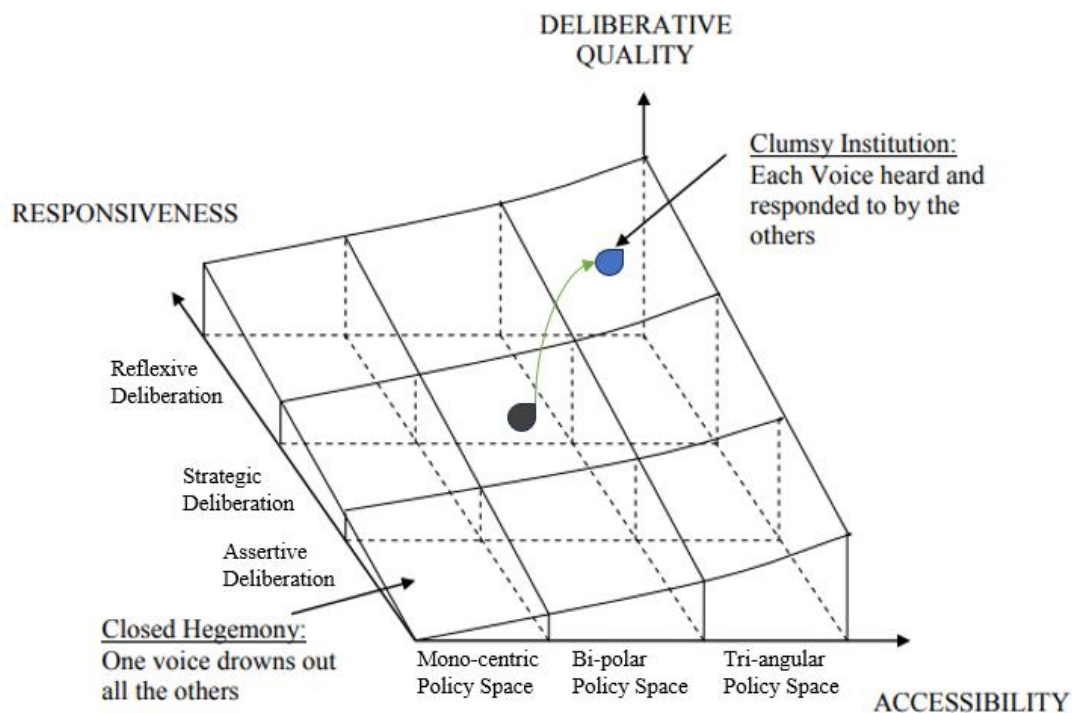 DELIBERATIVE
QUALITY
Clumsy Institution:
Each Voice heard and
responded to by the
others
RESPONSIVENESS
Reflexive
Deliberation
Strategic
Deliberation
Assertive
Deliberation
Closed Hegemony:
One voice drowns out
all the others
Mono-centric
Policy Space
Bi-polar
Policy Space
Tri-angular
Policy Space
ACCESSIBILITY